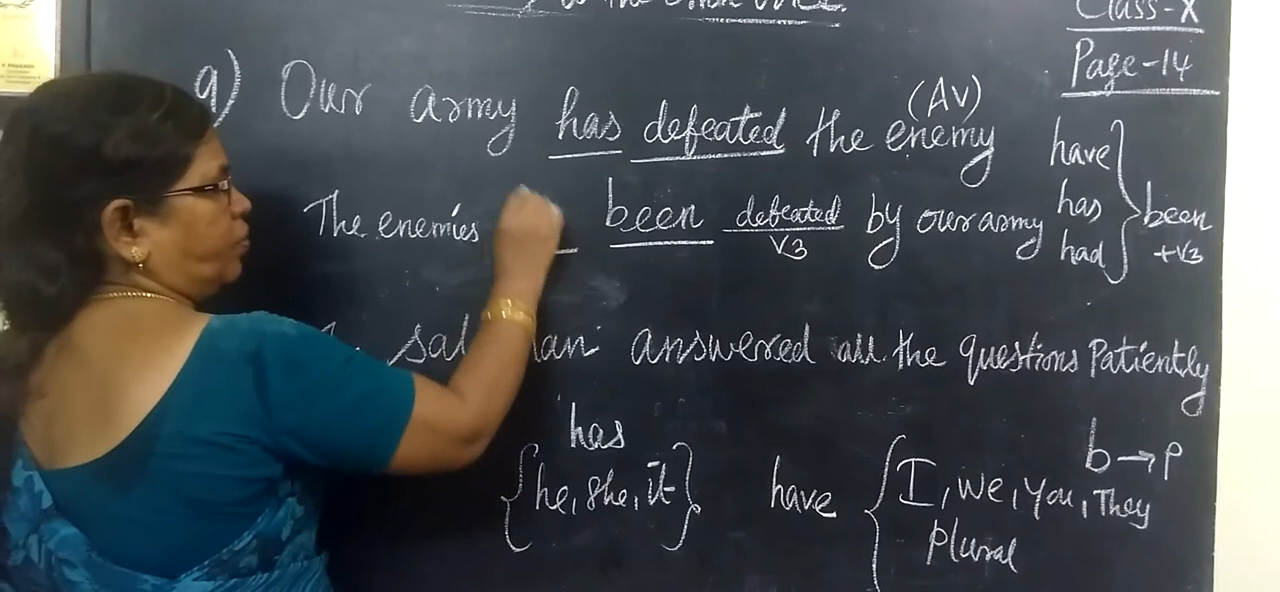 to the
Class-X
Page-14
9) Our army has defeated the enemy (AV)
The enemies been defeated by our army
V3
have
has
had
been
+V3
answered all the questions Patiently
has
he, she, it
have
I, we, you, They
Plural
b→p